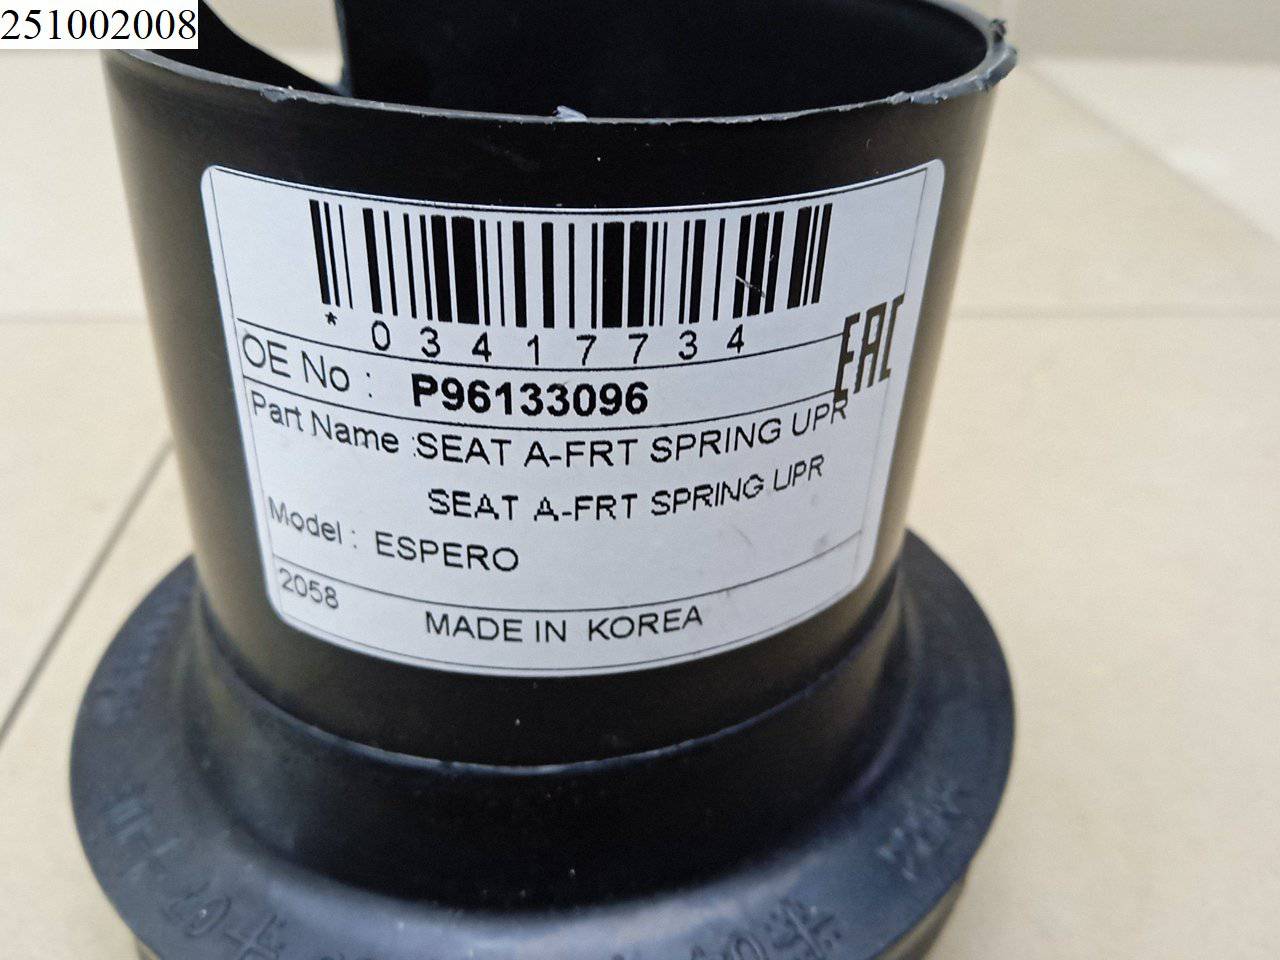 251002008
*03417734
EAC
OE No : P96133096
Part Name :SEAT A-FRT SPRING UPR
SEAT A-FRT SPRING UPR
Model : ESPERO
2058
MADE IN KOREA